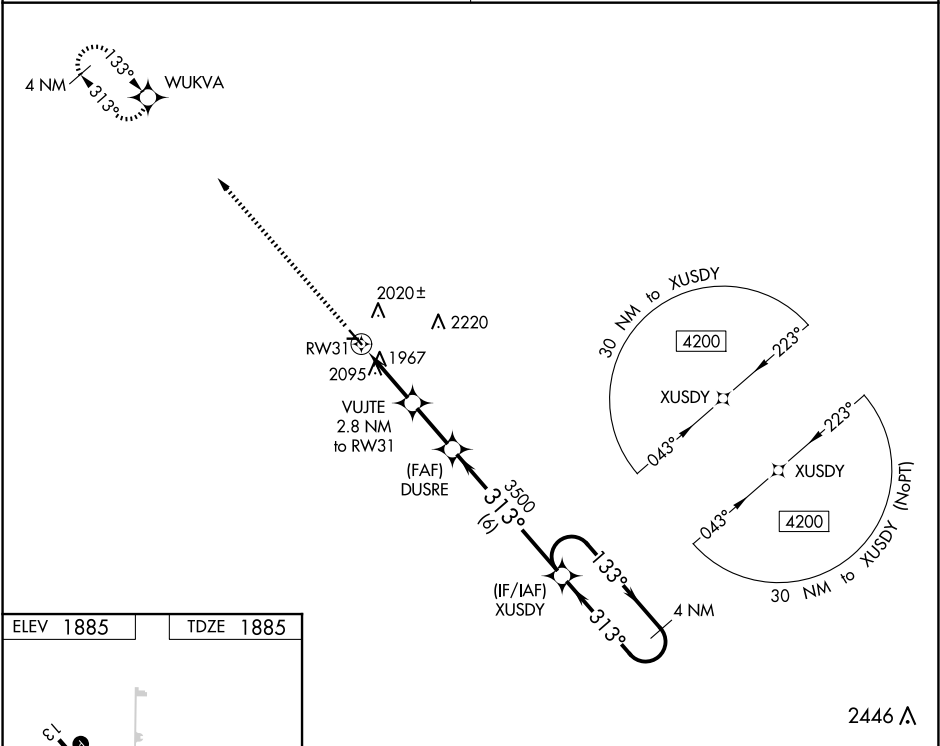 133°
4 NM
WUKVA
313°
2020±
2220
RW31
1967
2095
VUJTE
2.8 NM
to RW31
(FAF)
DUSRE
3500
313°
(6)
(IF/IAF)
XUSDY
133°
4 NM
313°
30 NM to XUSDY
4200
223°
XUSDY
043°
223°
XUSDY
043°
4200
30 NM to XUSDY (NoPT)
2446
ELEV 1885
TDZE 1885
13